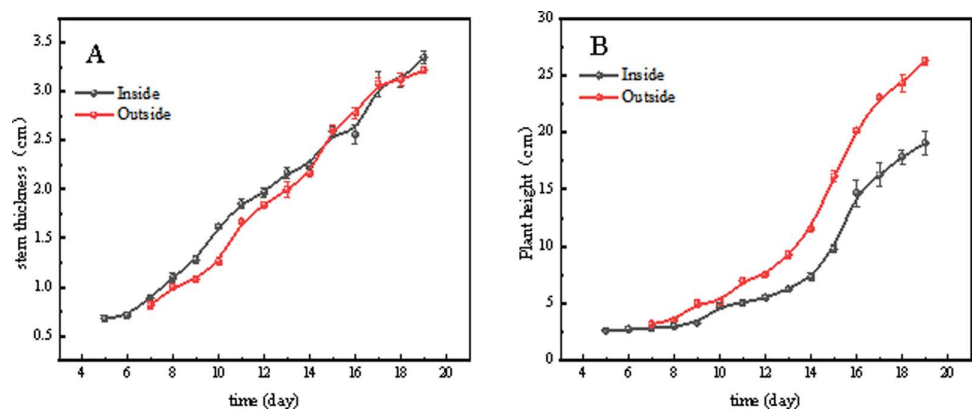 A
Inside
Outside
stem thickness (cm)
3.5
3.0
2.5
2.0
1.5
1.0
0.5
4 6 8 10 12 14 16 18 20
time (day)
B
Inside
Outside
Plant height (cm)
30
25
20
15
10
5
0
4 6 8 10 12 14 16 18 20
time (day)